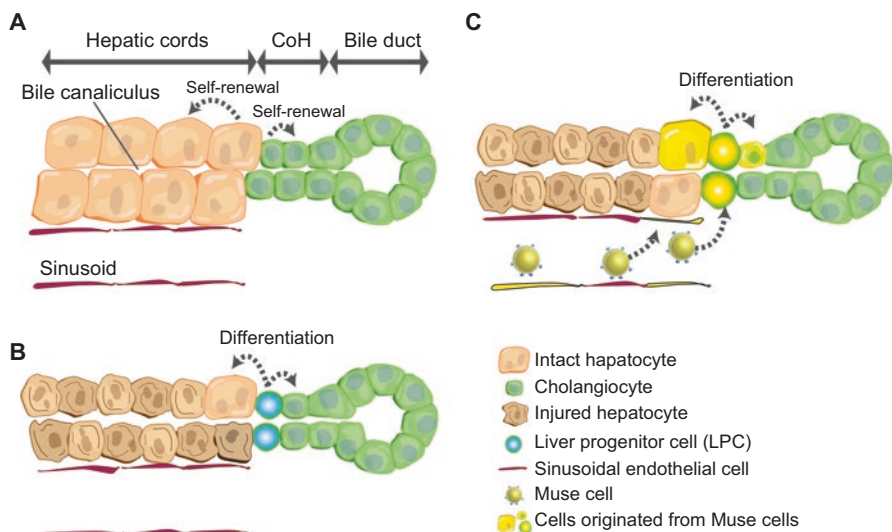 A
Hepatic cords
CoH
Bile duct
Self-renewal
Bile canaliculus
Self-renewal
Sinusoid
B
Differentiation
C
Differentiation
Intact hapatocyte
Cholangiocyte
Injured hepatocyte
Liver progenitor cell (LPC)
Sinusoidal endothelial cell
Muse cell
Cells originated from Muse cells